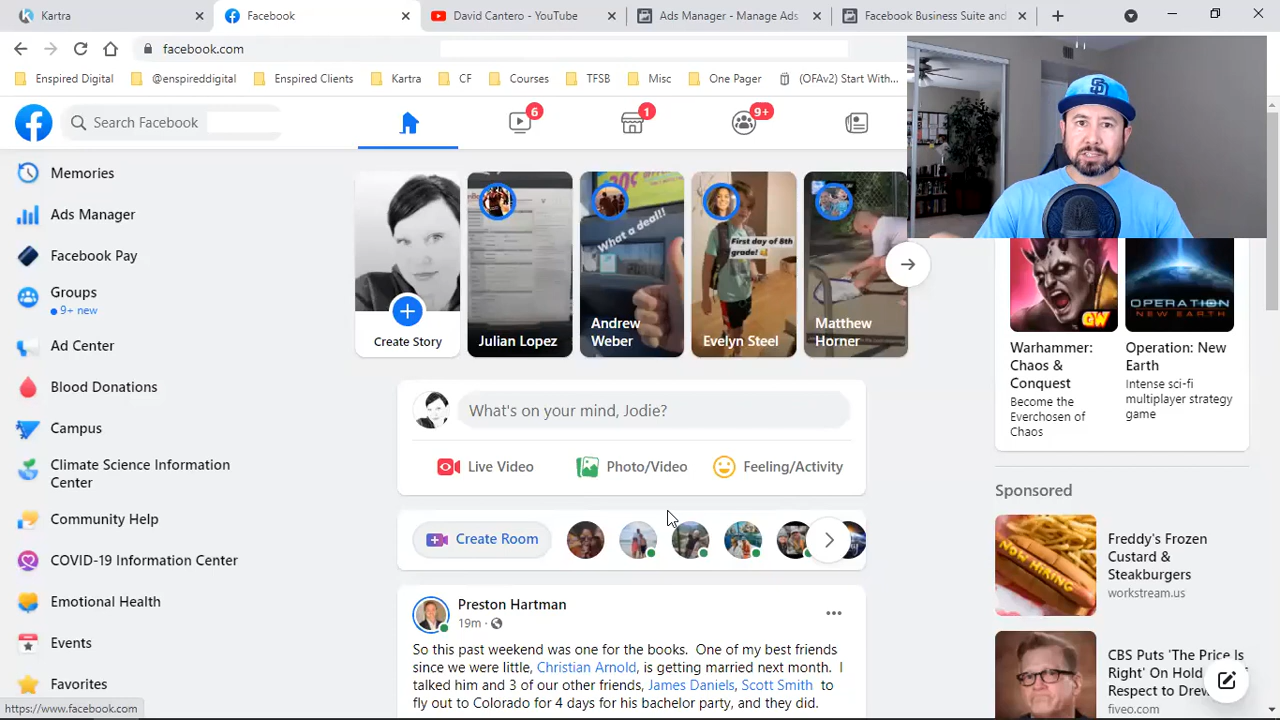 Kartra
Facebook
David Cantero - YouTube
Ads Manager - Manage Ads
Facebook Business Suite and
facebook.com
Enspired Digital
@enspireddigital
Enspired Clients
Kartra
CF
Courses
TFSB
Misc
One Pager
(OFAv2) Start With...
Search Facebook
6
1
9+
Memories
Ads Manager
Facebook Pay
Groups
9+ new
Ad Center
Blood Donations
Campus
Climate Science Information
Center
Community Help
COVID-19 Information Center
Emotional Health
Events
Favorites
https://www.facebook.com
Create Story
Julian Lopez
What a deal!!
Andrew
Weber
First day of 8th
grade!
Evelyn Steel
Matthew
Horner
What's on your mind, Jodie?
Live Video
Photo/Video
Feeling/Activity
Create Room
Preston Hartman
19m
So this past weekend was one for the books. One of my best friends
since we were little, Christian Arnold, is getting married next month. I
talked him and 3 of our other friends, James Daniels, Scott Smith to
fly out to Colorado for 4 days for his bachelor party, and they did.
SD
GW
OPERATION
NEW EARTH
Warhammer:
Chaos &
Conquest
Become the
Everchosen of
Chaos
Operation: New
Earth
Intense sci-fi
multiplayer strategy
game
Sponsored
NOW HIRING
Freddy's Frozen
Custard &
Steakburgers
workstream.us
CBS Puts 'The Price Is
Right' On Hold
Respect to Drew
fiveo.com